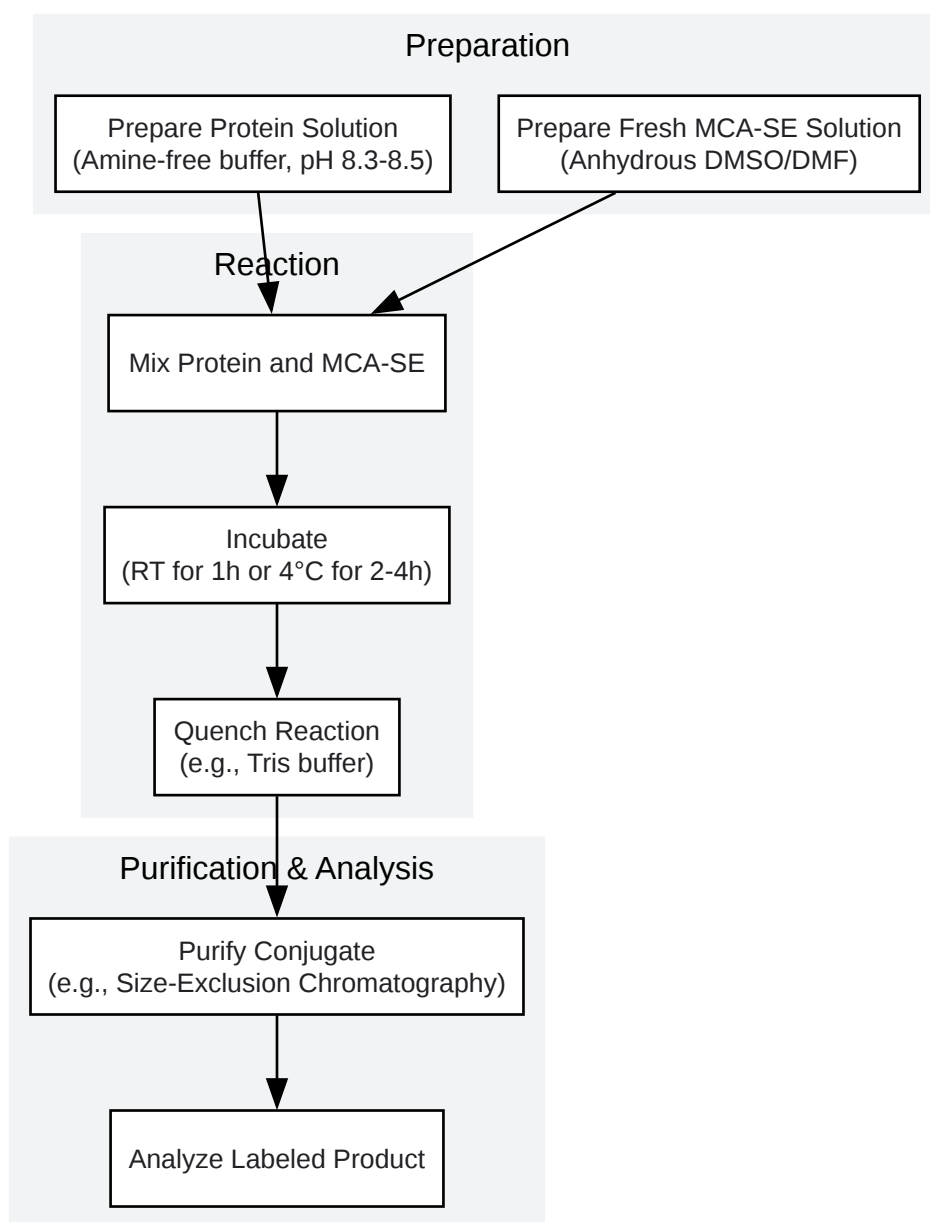 Preparation
Prepare Protein Solution
(Amine-free buffer, pH 8.3-8.5)
Prepare Fresh MCA-SE Solution
(Anhydrous DMSO/DMF)
Reaction
Mix Protein and MCA-SE
Incubate
(RT for 1h or 4°C for 2-4h)
Quench Reaction
(e.g., Tris buffer)
Purification & Analysis
Purify Conjugate
(e.g., Size-Exclusion Chromatography)
Analyze Labeled Product